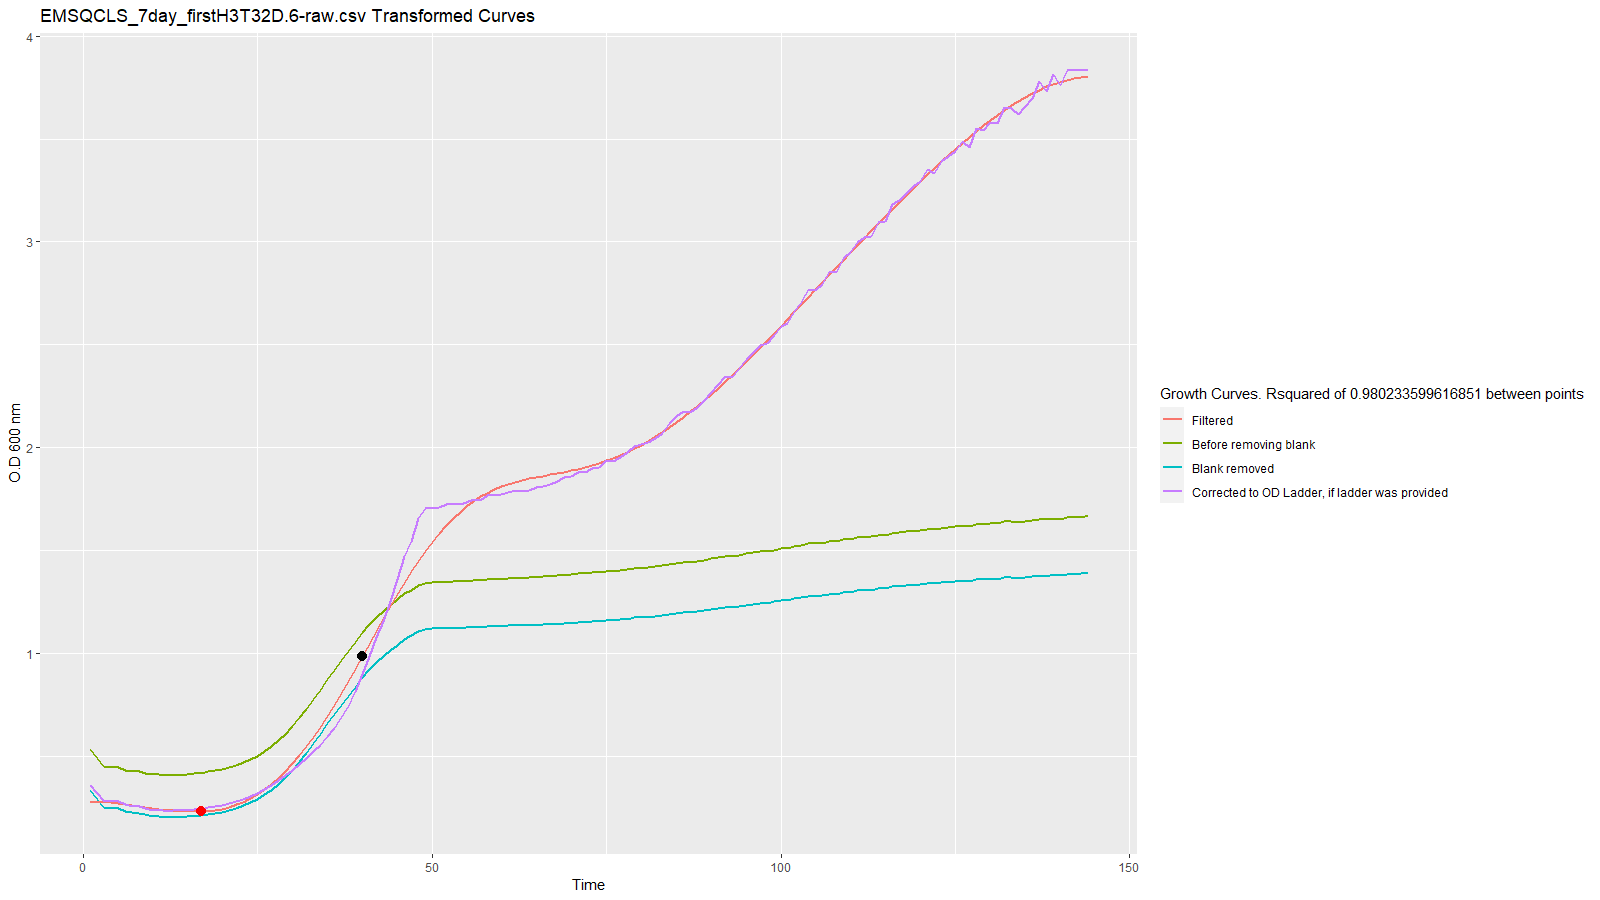 EMSQCLS_7day_firstH3T32D.6-raw.csv Transformed Curves
4
3
2
1
O.D 600 nm
0
50
100
150
Time
Growth Curves. Rsquared of 0.980233599616851 between points
Filtered
Before removing blank
Blank removed
Corrected to OD Ladder, if ladder was provided